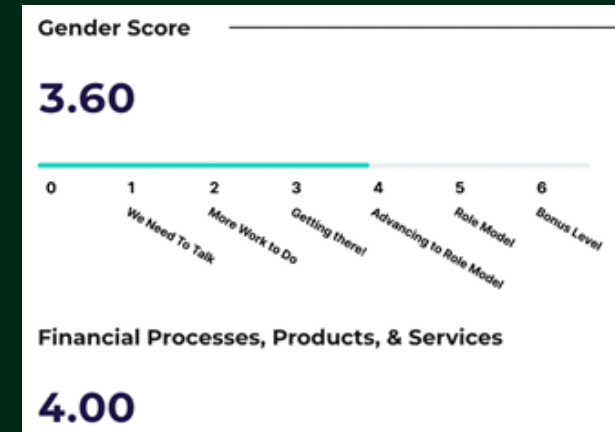 Gender Score
3.60
0 1 2 3 4 5 6
We Need To Talk
More Work to Do
Getting there!
Advancing to Role Model
Role Model
Bonus Level
Financial Processes, Products, & Services
4.00